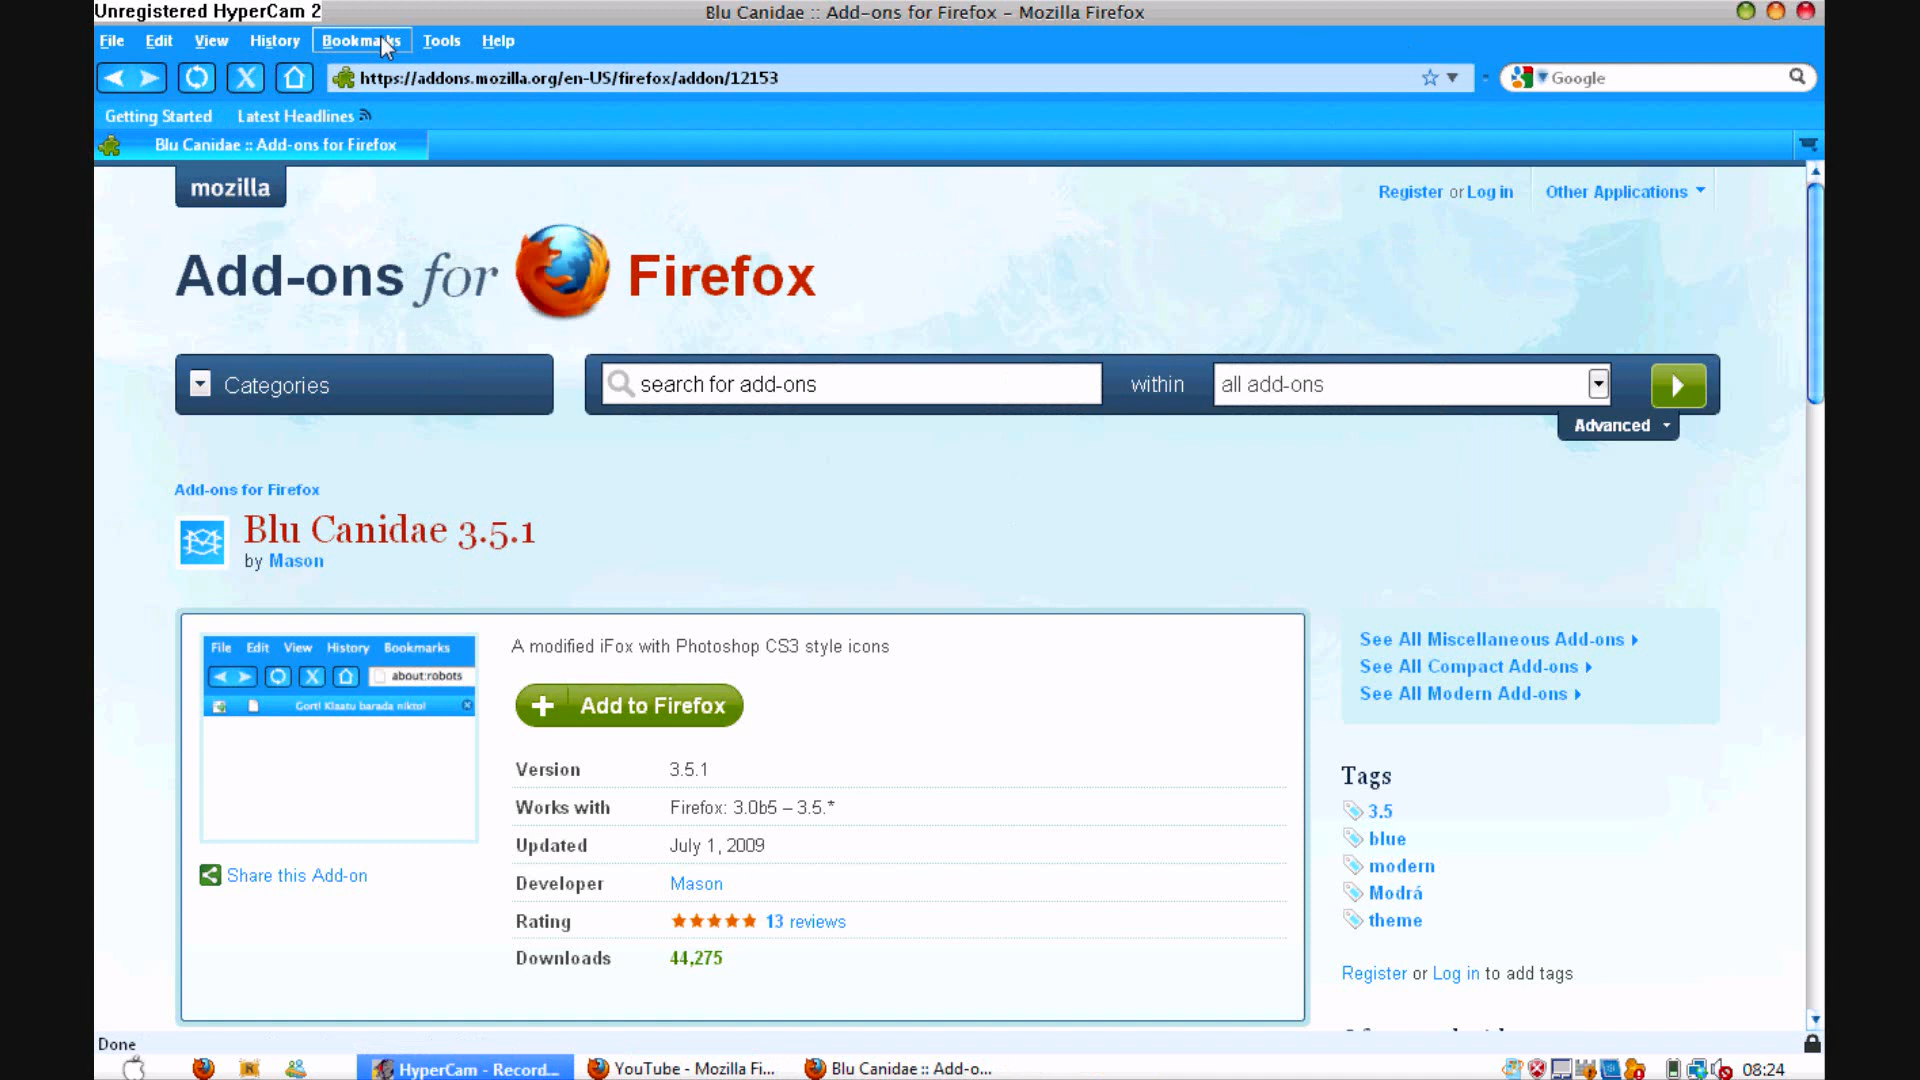 Unregistered HyperCam 2
Blu Canidae :: Add-ons for Firefox - Mozilla Firefox
File Edit View History Bookmarks Tools Help
https://addons.mozilla.org/en-US/firefox/addon/12153
Google
Getting Started Latest Headlines
Blu Canidae :: Add-ons for Firefox
mozilla
Register or Log in Other Applications
Add-ons for Firefox
Categories
search for add-ons within all add-ons
Advanced
Add-ons for Firefox
Blu Canidae 3.5.1
by Mason
File Edit View History Bookmarks
about:robots
Gort! Klaatu barada nikto!
A modified iFox with Photoshop CS3 style icons
Add to Firefox
Version 3.5.1
Works with Firefox: 3.0b5 – 3.5.*
Updated July 1, 2009
Developer Mason
Rating 13 reviews
Downloads 44,275
Share this Add-on
See All Miscellaneous Add-ons
See All Compact Add-ons
See All Modern Add-ons
Tags
3.5
blue
modern
Modrá
theme
Register or Log in to add tags
Done
HyperCam - Record... YouTube - Mozilla Fi... Blu Canidae :: Add-o... 08:24